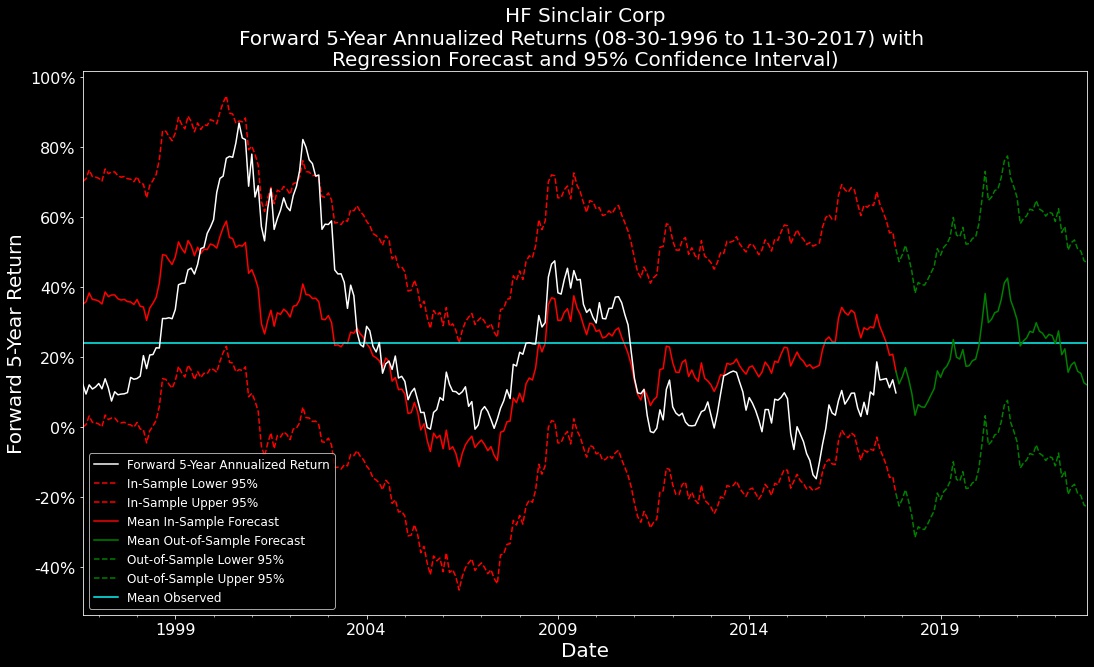 HF Sinclair Corp
Forward 5-Year Annualized Returns (08-30-1996 to 11-30-2017) with
Regression Forecast and 95% Confidence Interval)
Forward 5-Year Return
100%
80%
60%
40%
20%
0%
-20%
-40%
Forward 5-Year Annualized Return
In-Sample Lower 95%
In-Sample Upper 95%
Mean In-Sample Forecast
Mean Out-of-Sample Forecast
Out-of-Sample Lower 95%
Out-of-Sample Upper 95%
Mean Observed
1999
2004
2009
2014
2019
Date